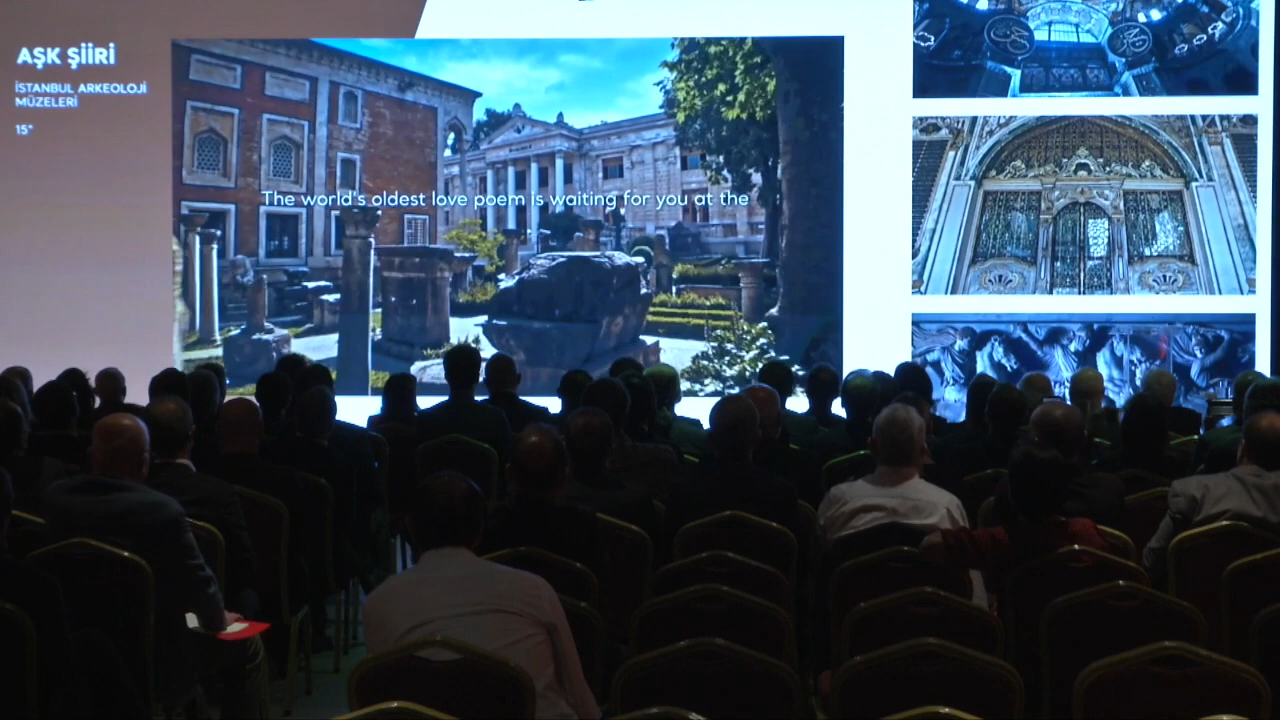 AŞK ŞİİRİ
İSTANBUL ARKEOLOJİ
MÜZELERİ
15"
The world's oldest love poem is waiting for you at the